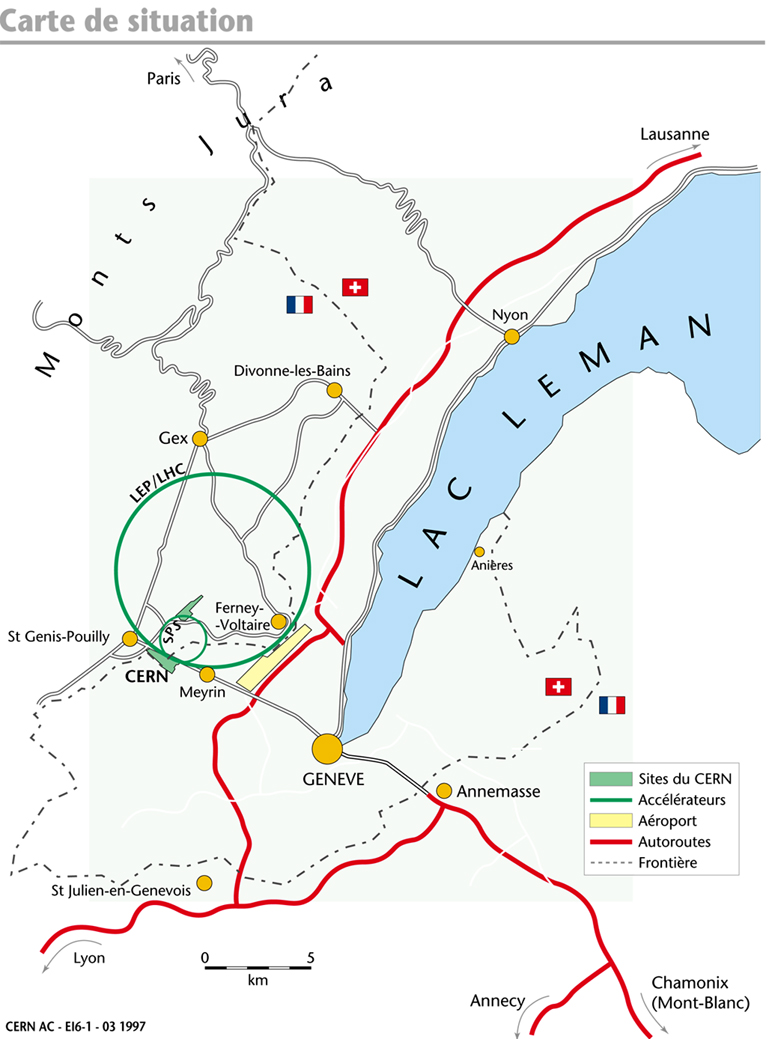 Carte de situation
Paris
Monts Jura
Lausanne
Nyon
Divonne-les-Bains
LAC LEMAN
Gex
LEP/LHC
Anières
Ferney-
-Voltaire
SPS
St Genis-Pouilly
CERN
Meyrin
GENEVE
Annemasse
Sites du CERN
Accélérateurs
Aéroport
Autoroutes
Frontière
St Julien-en-Genevois
Lyon
0 5
km
Annecy
Chamonix
(Mont-Blanc)
CERN AC - EI6-1 - 03 1997